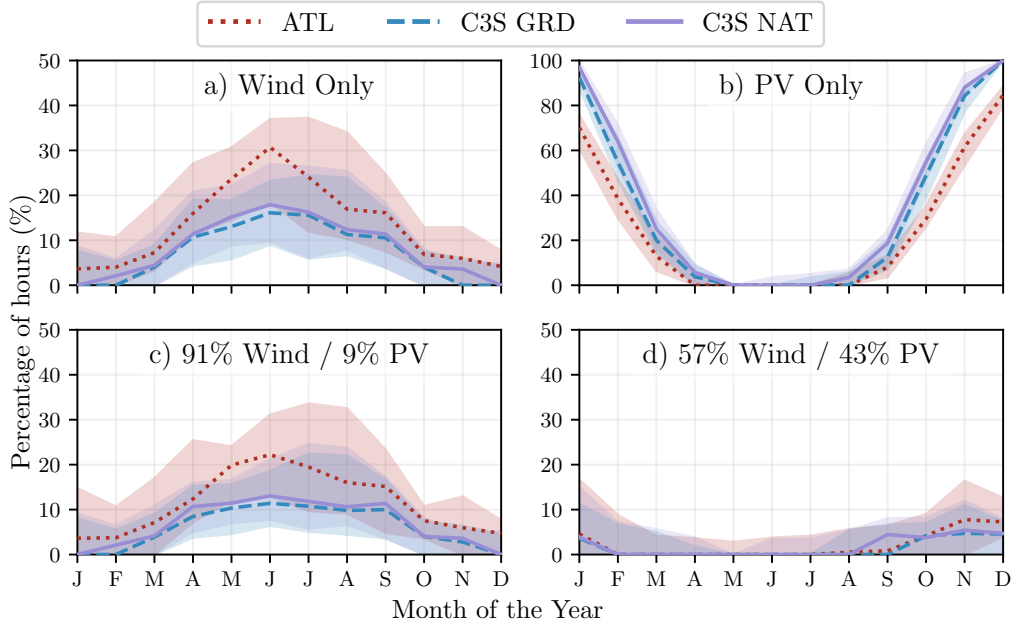 ATL C3S GRD C3S NAT
a) Wind Only
b) PV Only
50
40
30
20
10
0
100
80
60
40
20
0
J F M A M J J A S O N D
J F M A M J J A S O N D
Percentage of hours (%)
c) 91% Wind / 9% PV
d) 57% Wind / 43% PV
50
40
30
20
10
0
50
40
30
20
10
0
J F M A M J J A S O N D
J F M A M J J A S O N D
Month of the Year